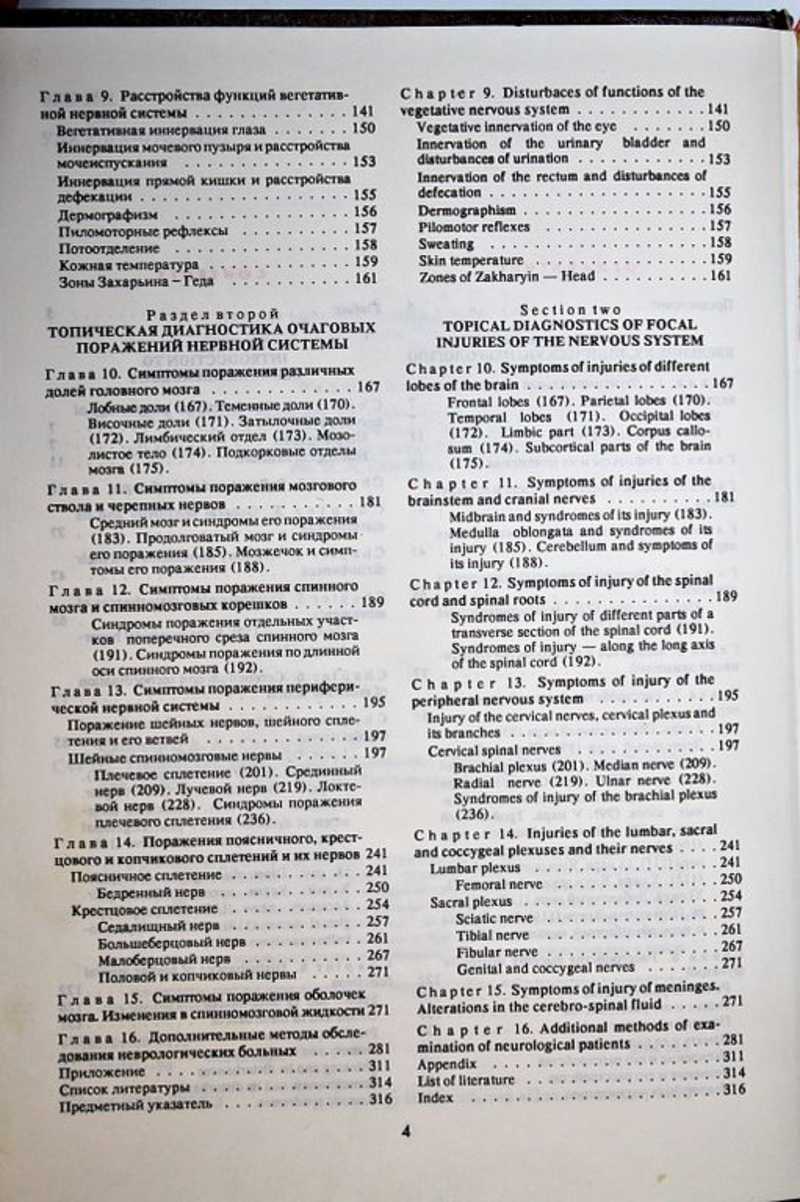 Глава 9. Расстройства функций вегетатив-
ной нервной системы . . . . . . . . . . . . . . 141
Вегетативная иннервация глаза . . . . . . . 150
Иннервация мочевого пузыря и расстройства
мочеиспускания . . . . . . . . . . . . . . . 153
Иннервация прямой кишки и расстройства
дефекации . . . . . . . . . . . . . . . . . . . 155
Дермографизм . . . . . . . . . . . . . . . . 156
Пиломоторные рефлексы . . . . . . . . . . 157
Потоотделение . . . . . . . . . . . . . . . . 158
Кожная температура . . . . . . . . . . . . . 159
Зоны Захарьина – Геда . . . . . . . . . . . 161
Раздел второй
ТОПИЧЕСКАЯ ДИАГНОСТИКА ОЧАГОВЫХ
ПОРАЖЕНИЙ НЕРВНОЙ СИСТЕМЫ
Глава 10. Симптомы поражения различных
долей головного мозга . . . . . . . . . . . . . 167
Лобные доли (167). Теменные доли (170).
Височные доли (171). Затылочные доли
(172). Лимбический отдел (173). Мозо-
листое тело (174). Подкорковые отделы
мозга (175).
Глава 11. Симптомы поражения мозгового
ствола и черепных нервов . . . . . . . . . . . 181
Средний мозг и синдромы его поражения
(183). Продолговатый мозг и синдромы
его поражения (185). Мозжечок и симп-
томы его поражения (188).
Глава 12. Симптомы поражения спинного
мозга и спинномозговых корешков . . . . . . 189
Синдромы поражения отдельных участ-
ков поперечного среза спинного мозга
(191). Синдромы поражения по длинной
оси спинного мозга (192).
Глава 13. Симптомы поражения перифери-
ческой нервной системы . . . . . . . . . . . . 195
Поражение шейных нервов, шейного спле-
тения и его ветвей . . . . . . . . . . . . . . 197
Шейные спинномозговые нервы . . . . . . 197
Плечевое сплетение (201). Срединный
нерв (209). Лучевой нерв (219). Локте-
вой нерв (228). Синдромы поражения
плечевого сплетения (236).
Глава 14. Поражения поясничного, крест-
цового и копчикового сплетений и их нервов 241
Поясничное сплетение . . . . . . . . . . . . 241
Бедренный нерв . . . . . . . . . . . . . 250
Крестцовое сплетение . . . . . . . . . . . . 254
Седалищный нерв . . . . . . . . . . . . 257
Большеберцовый нерв . . . . . . . . . . 261
Малоберцовый нерв . . . . . . . . . . . 267
Половой и копчиковый нервы . . . . . 271
Глава 15. Симптомы поражения оболочек
мозга. Изменения в спинномозговой жидкости 271
Глава 16. Дополнительные методы обсле-
дования неврологических больных . . . . . 281
Приложение . . . . . . . . . . . . . . . . . . . 311
Список литературы . . . . . . . . . . . . . . . 314
Предметный указатель . . . . . . . . . . . . . 316
Chapter 9. Disturbaces of functions of the
vegetative nervous system . . . . . . . . . . . . 141
Vegetative innervation of the eye . . . . . . . 150
Innervation of the urinary bladder and
disturbances of urination . . . . . . . . . . . . 153
Innervation of the rectum and disturbances of
defecation . . . . . . . . . . . . . . . . . . . . 155
Dermographism . . . . . . . . . . . . . . . . . 156
Pilomotor reflexes . . . . . . . . . . . . . . . 157
Sweating . . . . . . . . . . . . . . . . . . . . 158
Skin temperature . . . . . . . . . . . . . . . . 159
Zones of Zakharyin — Head . . . . . . . . . . 161
Section two
TOPICAL DIAGNOSTICS OF FOCAL
INJURIES OF THE NERVOUS SYSTEM
Chapter 10. Symptoms of injuries of different
lobes of the brain . . . . . . . . . . . . . . . . . 167
Frontal lobes (167). Parietal lobes (170).
Temporal lobes (171). Occipital lobes
(172). Limbic part (173). Corpus callo-
sum (174). Subcortical parts of the brain
(175).
Chapter 11. Symptoms of injuries of the
brainstem and cranial nerves . . . . . . . . . . 181
Midbrain and syndromes of its injury (183).
Medulla oblongata and syndromes of its
injury (185). Cerebellum and symptoms of
its injury (188).
Chapter 12. Symptoms of injury of the spinal
cord and spinal roots . . . . . . . . . . . . . . . 189
Syndromes of injury of different parts of a
transverse section of the spinal cord (191).
Syndromes of injury — along the long axis
of the spinal cord (192).
Chapter 13. Symptoms of injury of the
peripheral nervous system . . . . . . . . . . . 195
Injury of the cervical nerves, cervical plexus and
its branches . . . . . . . . . . . . . . . . . . . 197
Cervical spinal nerves . . . . . . . . . . . . . 197
Brachial plexus (201). Median nerve (209).
Radial nerve (219). Ulnar nerve (228).
Syndromes of injury of the brachial plexus
(236).
Chapter 14. Injuries of the lumbar, sacral
and coccygeal plexuses and their nerves . . . . 241
Lumbar plexus . . . . . . . . . . . . . . . . . 241
Femoral nerve . . . . . . . . . . . . . . . 250
Sacral plexus . . . . . . . . . . . . . . . . . . 254
Sciatic nerve . . . . . . . . . . . . . . . . 257
Tibial nerve . . . . . . . . . . . . . . . . 261
Fibular nerve . . . . . . . . . . . . . . . . 267
Genital and coccygeal nerves . . . . . . . 271
Chapter 15. Symptoms of injury of meninges.
Alterations in the cerebro-spinal fluid . . . . . 271
Chapter 16. Additional methods of exa-
mination of neurological patients . . . . . . . . 281
Appendix . . . . . . . . . . . . . . . . . . . . . 311
List of literature . . . . . . . . . . . . . . . . . . 314
Index . . . . . . . . . . . . . . . . . . . . . . . 316
4